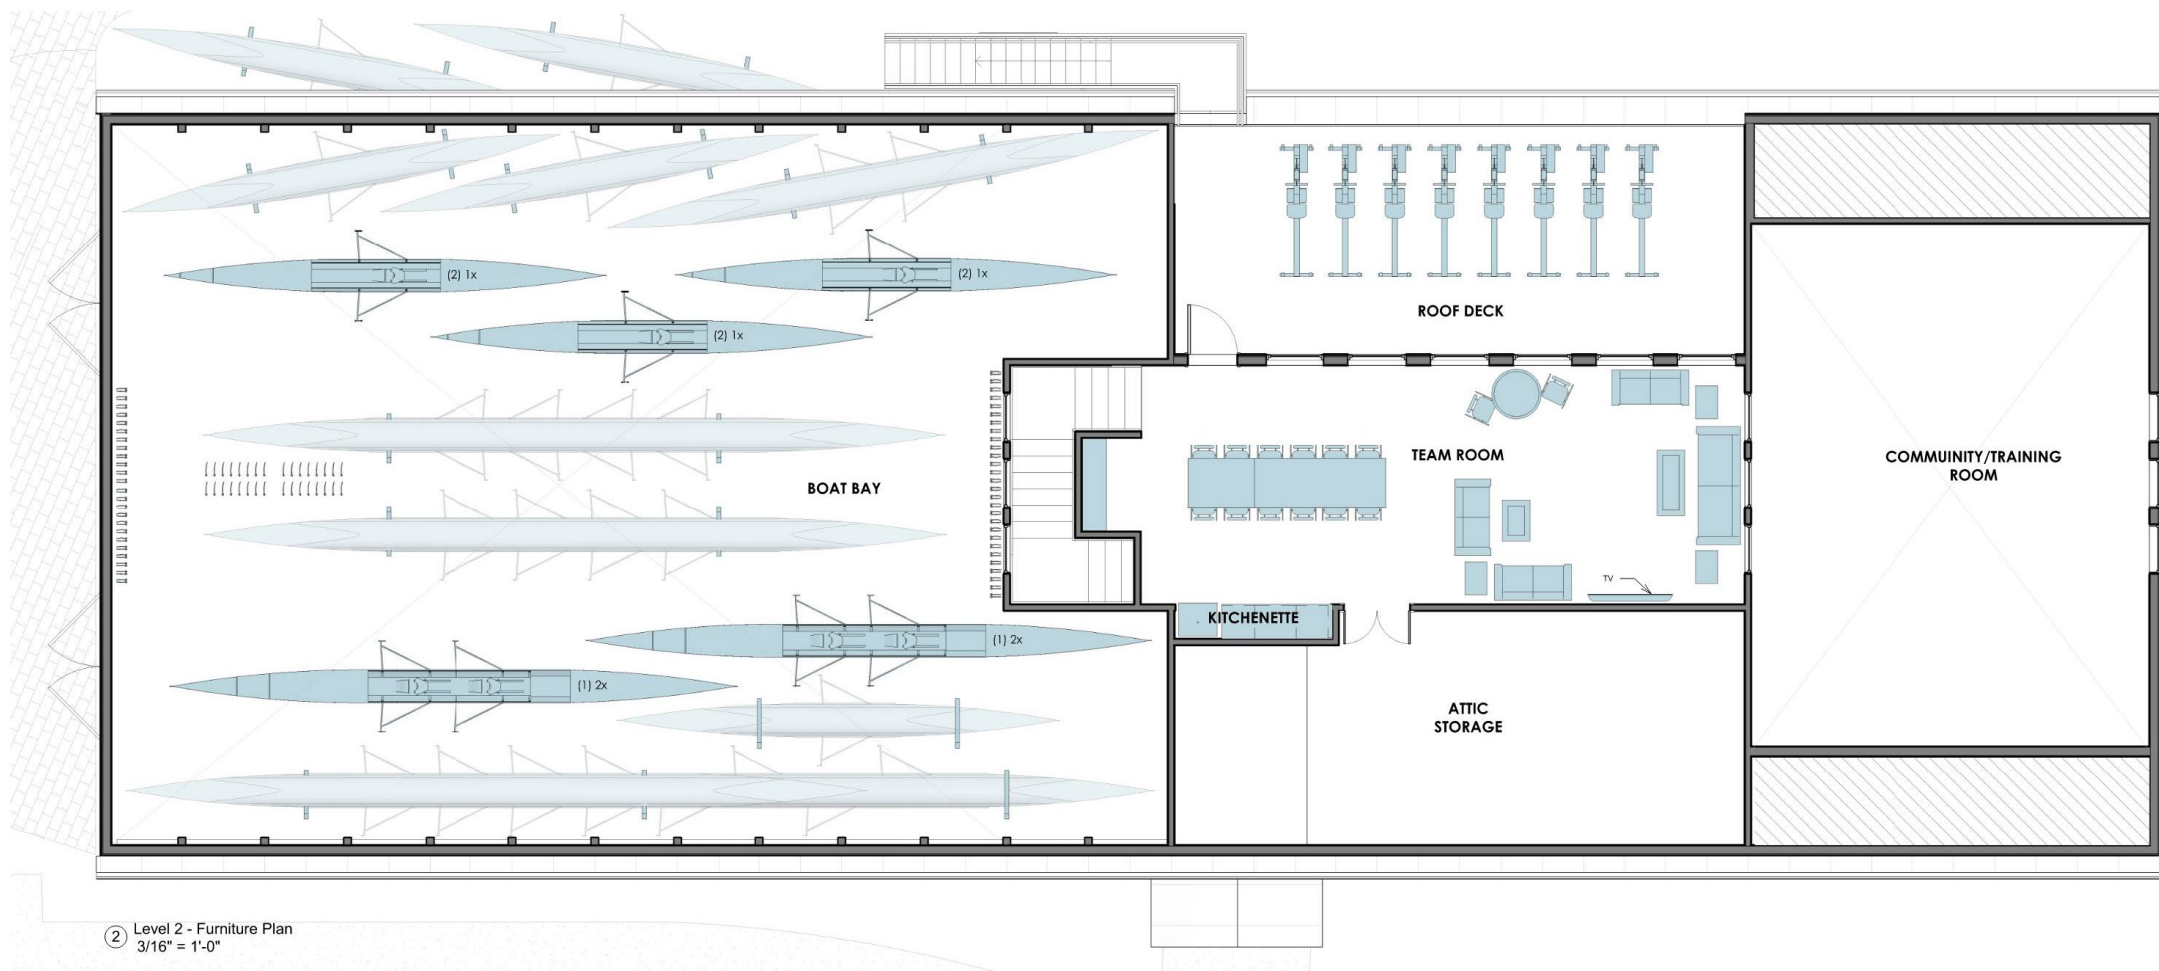 (2) 1x
(2) 1x
(2) 1x
ROOF DECK
BOAT BAY
TEAM ROOM
COMMUINITY/TRAINING
ROOM
TV
KITCHENETTE
(1) 2x
(1) 2x
ATTIC
STORAGE
2
Level 2 - Furniture Plan
3/16" = 1'-0"